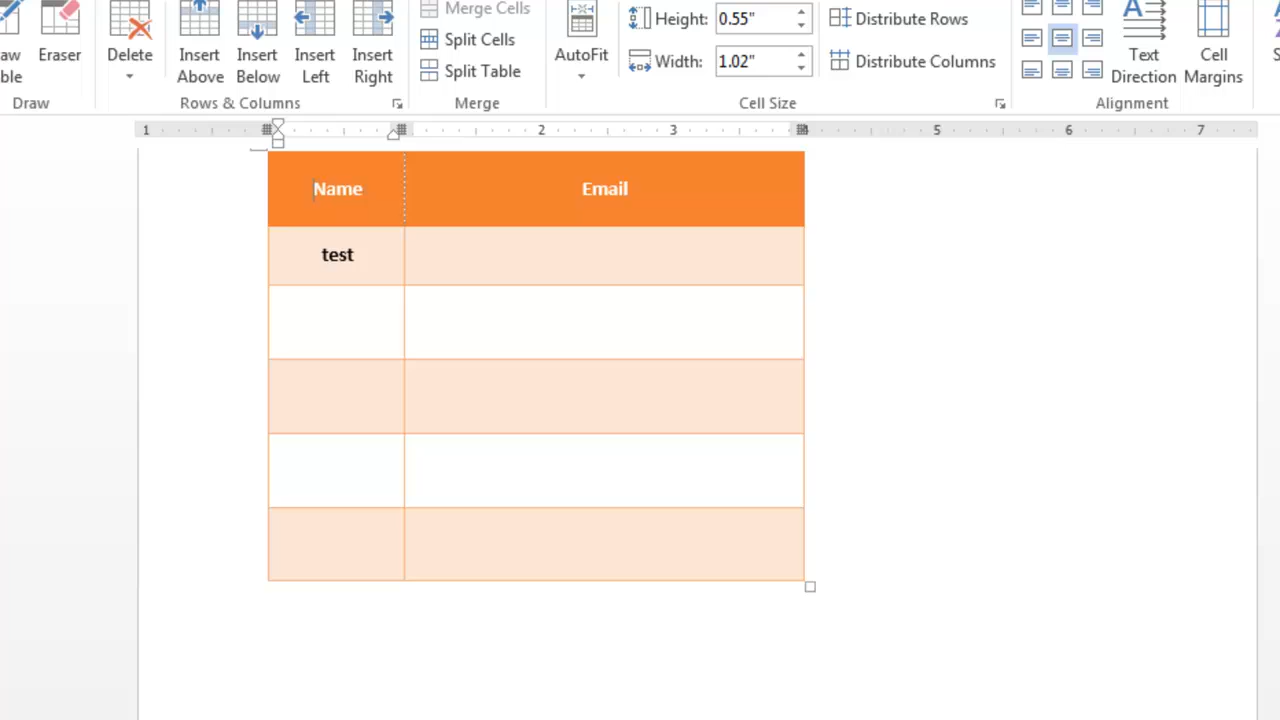 Merge Cells
Height: 0.55"
Distribute Rows
Eraser
Delete
Insert Above
Insert Below
Insert Left
Insert Right
Split Cells
AutoFit
Width: 1.02"
Distribute Columns
Text Direction
Cell Margins
Split Table
Draw
Rows & Columns
Merge
Cell Size
Alignment
1 2 3 4 5 6 7
Name Email
test